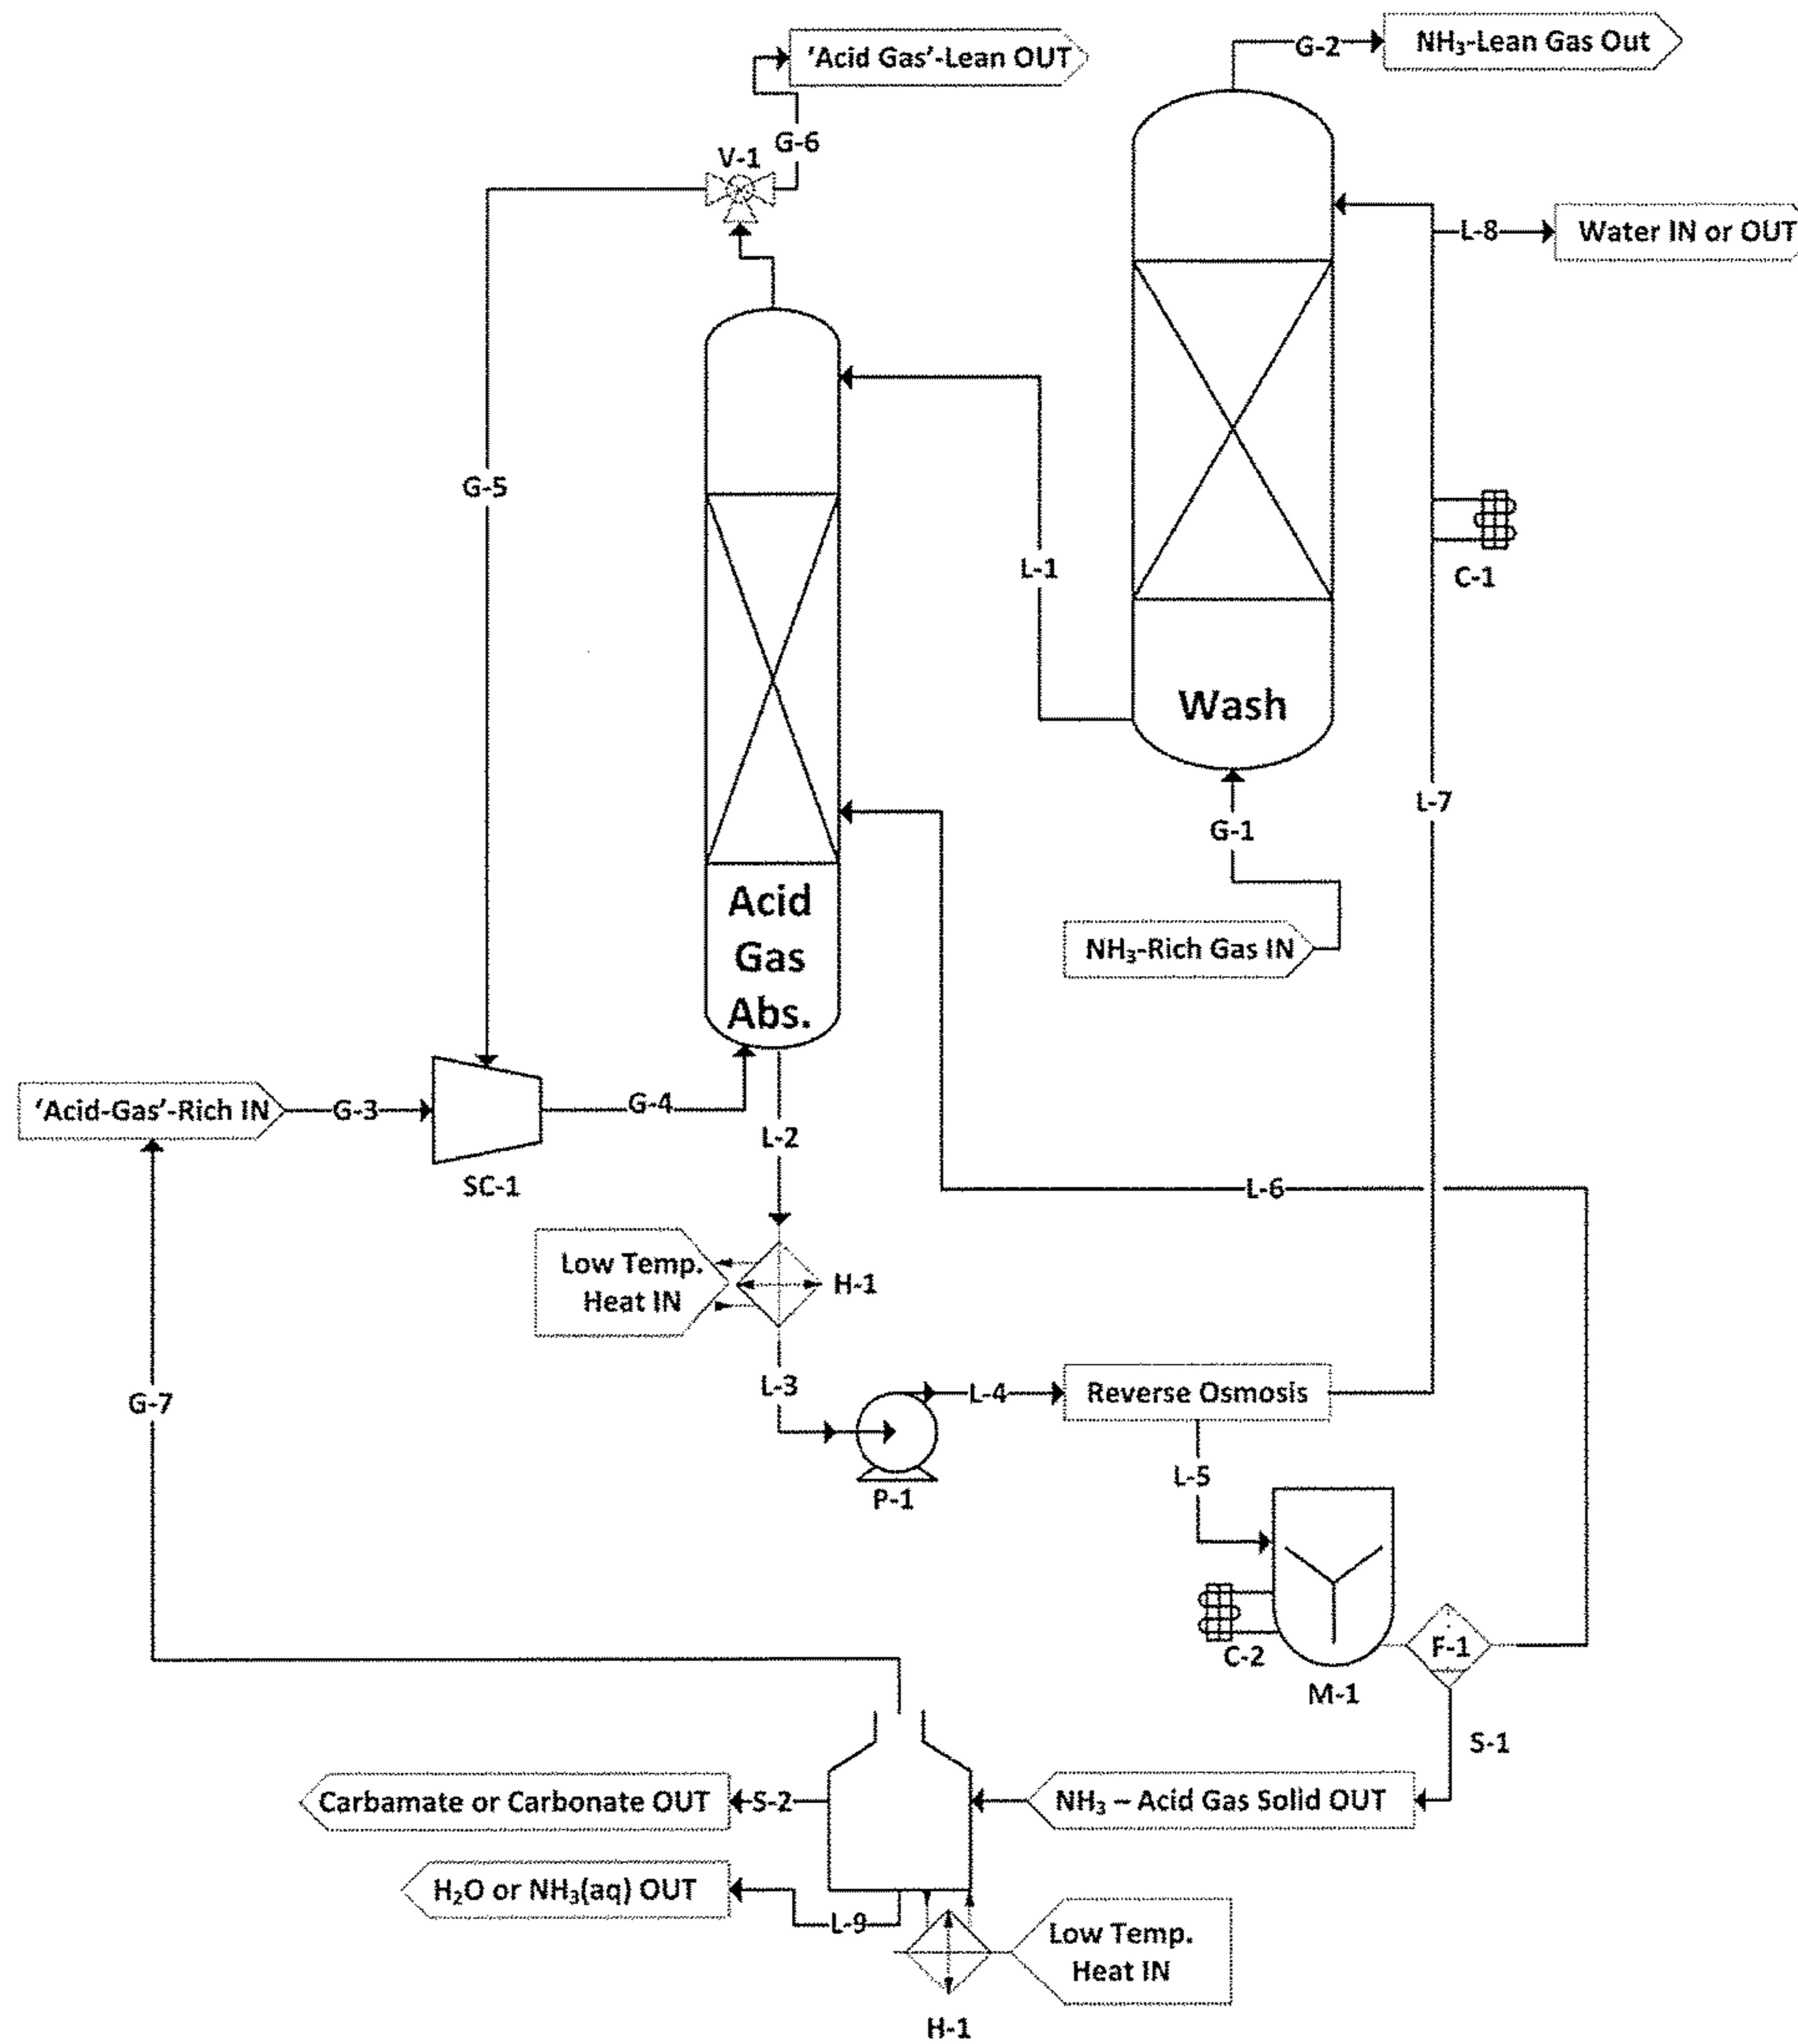 'Acid Gas'-Lean OUT
G-2
NH₃-Lean Gas Out
G-6
V-1
L-8
Water IN or OUT
G-5
L-1
C-1
Wash
L-7
G-1
Acid
Gas
Abs.
NH₃-Rich Gas IN
'Acid-Gas'-Rich IN
G-3
G-4
SC-1
L-2
L-6
Low Temp.
Heat IN
H-1
L-3
L-4
Reverse Osmosis
G-7
P-1
L-5
C-2
F-1
M-1
S-1
Carbamate or Carbonate OUT
S-2
NH₃ – Acid Gas Solid OUT
H₂O or NH₃(aq) OUT
L-9
Low Temp.
Heat IN
H-1